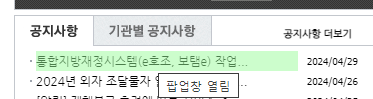 공지사항 기관별 공지사항 공지사항 더보기
· 통합지방재정시스템(e호조, 보탬e) 작업... 2024/04/29
· 2024년 외자 조달물자 2024/04/26
팝업창 열림